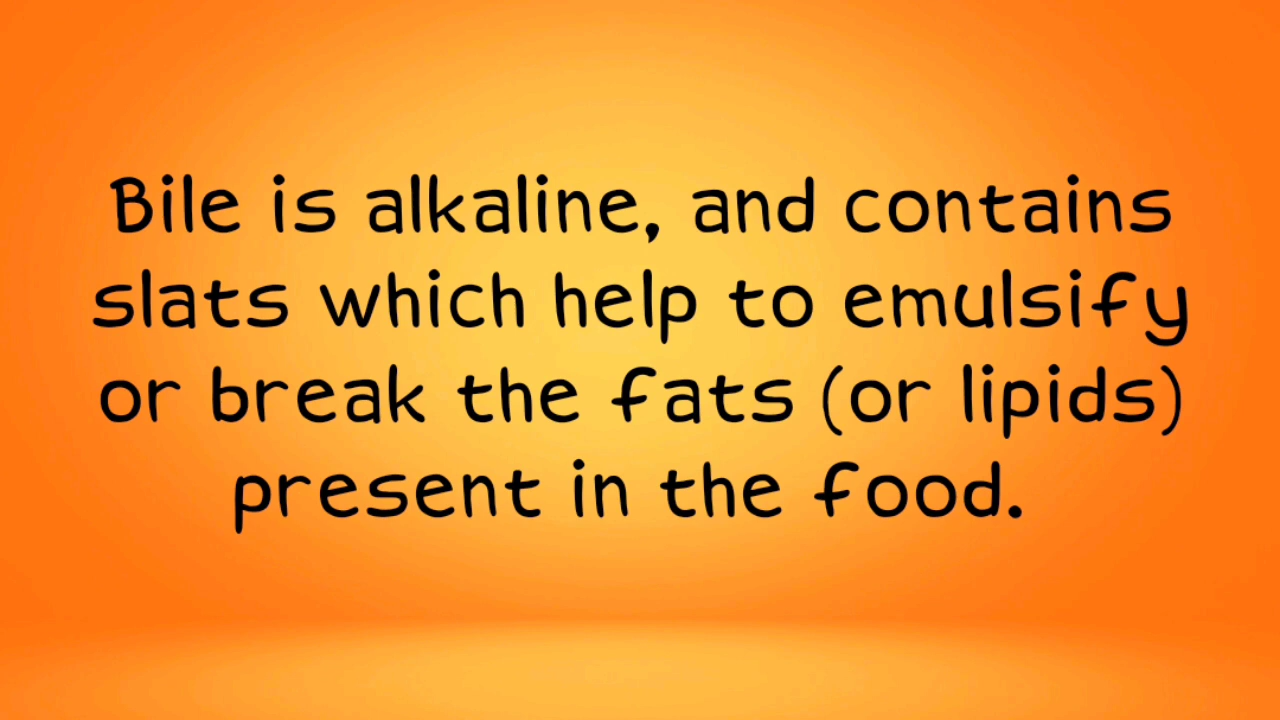 Bile is alkaline, and contains
slats which help to emulsify
or break the fats (or lipids)
present in the food.